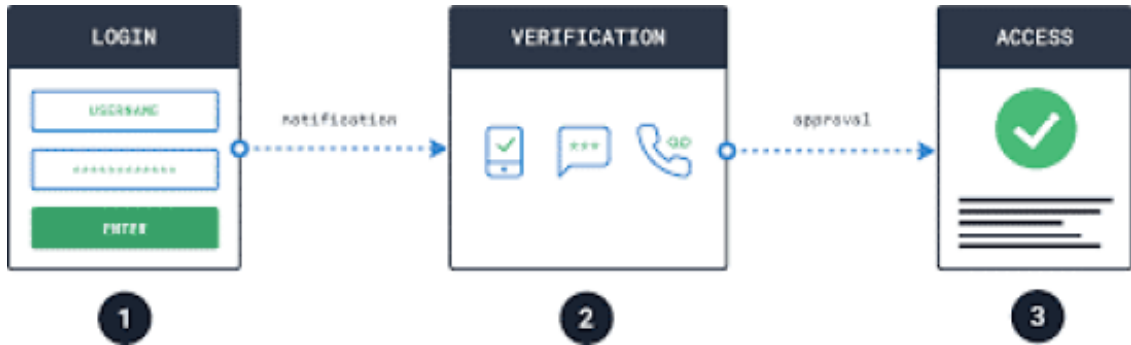 LOGIN
USERNAME
************
ENTER
1
notification
VERIFICATION
***
2
approval
ACCESS
3